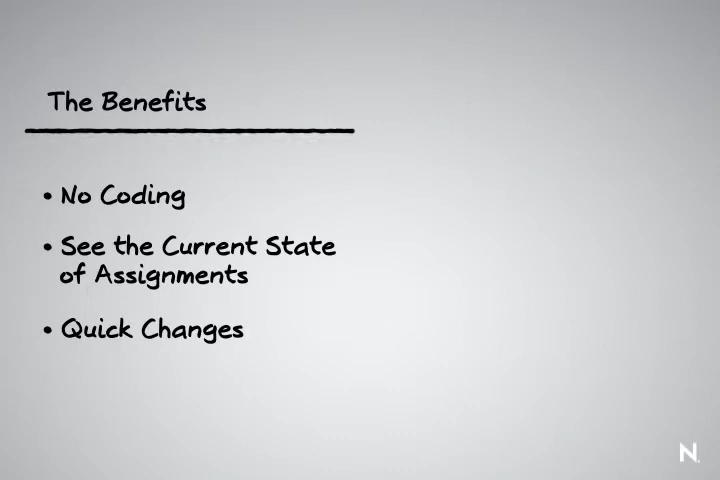 The Benefits
• No Coding
• See the Current State
of Assignments
• Quick Changes
N.